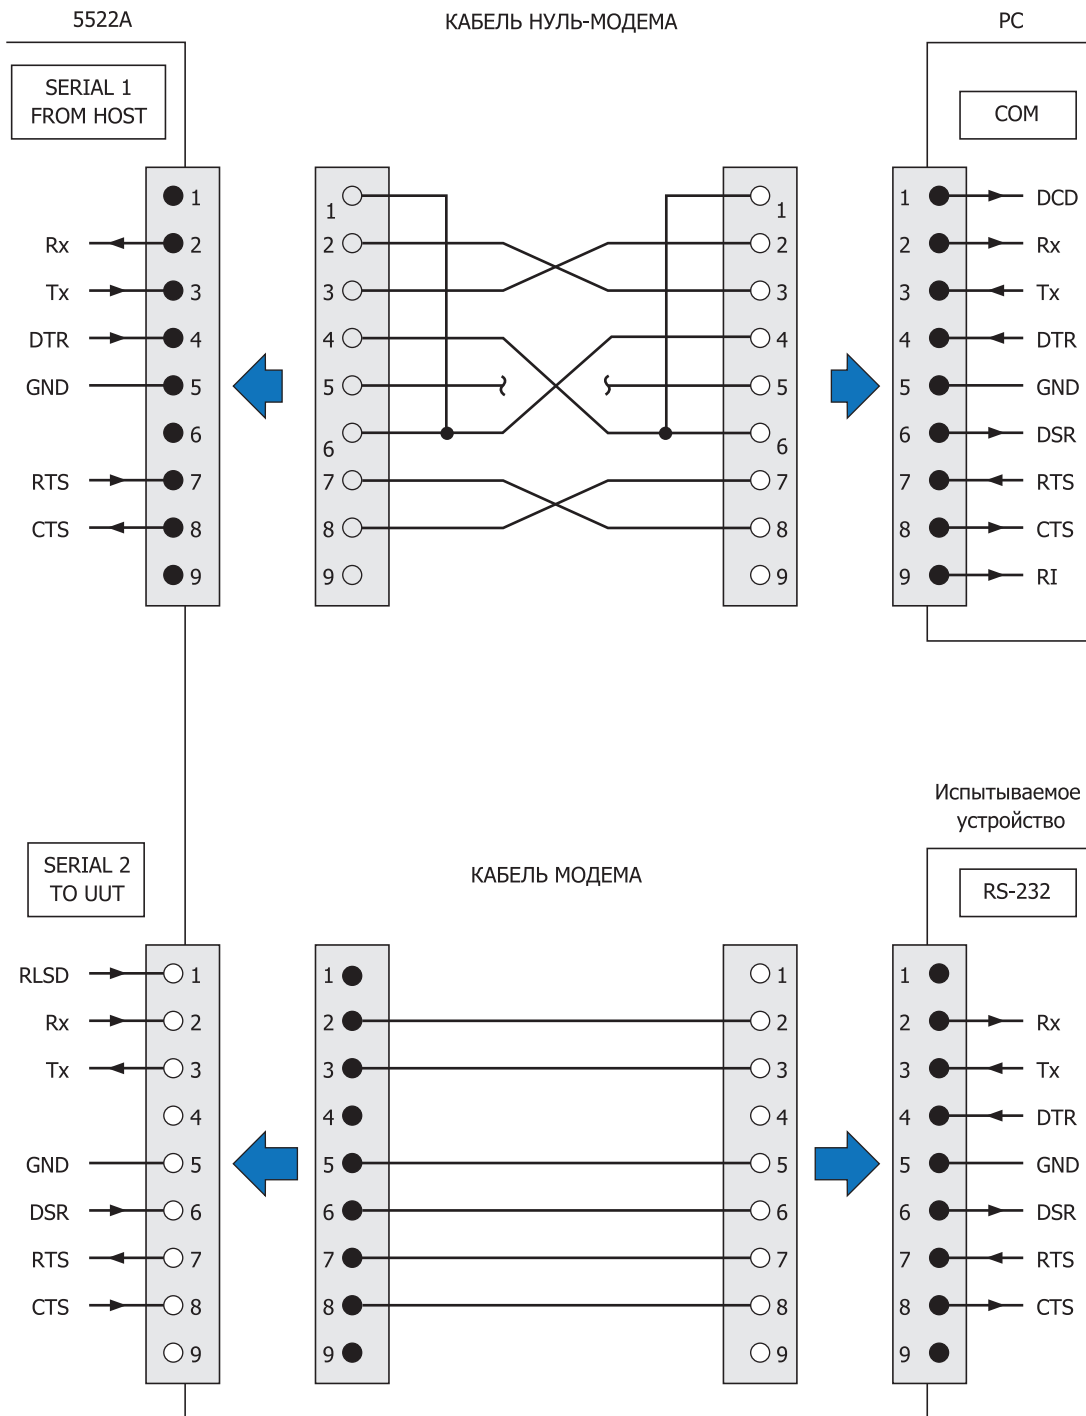 5522A КАБЕЛЬ НУЛЬ-МОДЕМА PC
SERIAL 1
FROM HOST
COM
1 1 1 1 DCD
Rx 2 2 2 2 Rx
Tx 3 3 3 3 Tx
DTR 4 4 4 4 DTR
GND 5 5 5 5 GND
6 6 6 6 DSR
RTS 7 7 7 7 RTS
CTS 8 8 8 8 CTS
9 9 9 9 RI
Испытываемое
устройство
SERIAL 2
TO UUT
КАБЕЛЬ МОДЕМА
RS-232
RLSD 1 1 1 1
Rx 2 2 2 2 Rx
Tx 3 3 3 3 Tx
4 4 4 4 DTR
GND 5 5 5 5 GND
DSR 6 6 6 6 DSR
RTS 7 7 7 7 RTS
CTS 8 8 8 8 CTS
9 9 9 9